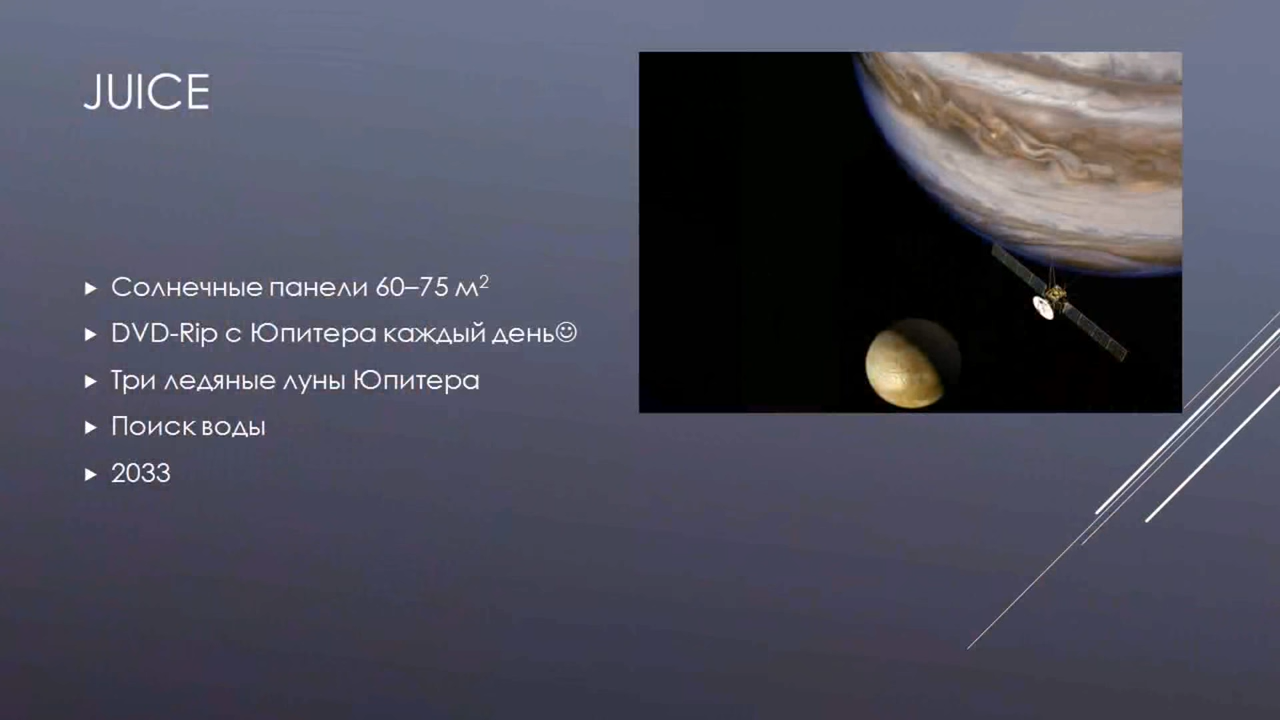 JUICE
Солнечные панели 60–75 м²
DVD-Rip с Юпитера каждый день☺
Три ледяные луны Юпитера
Поиск воды
2033